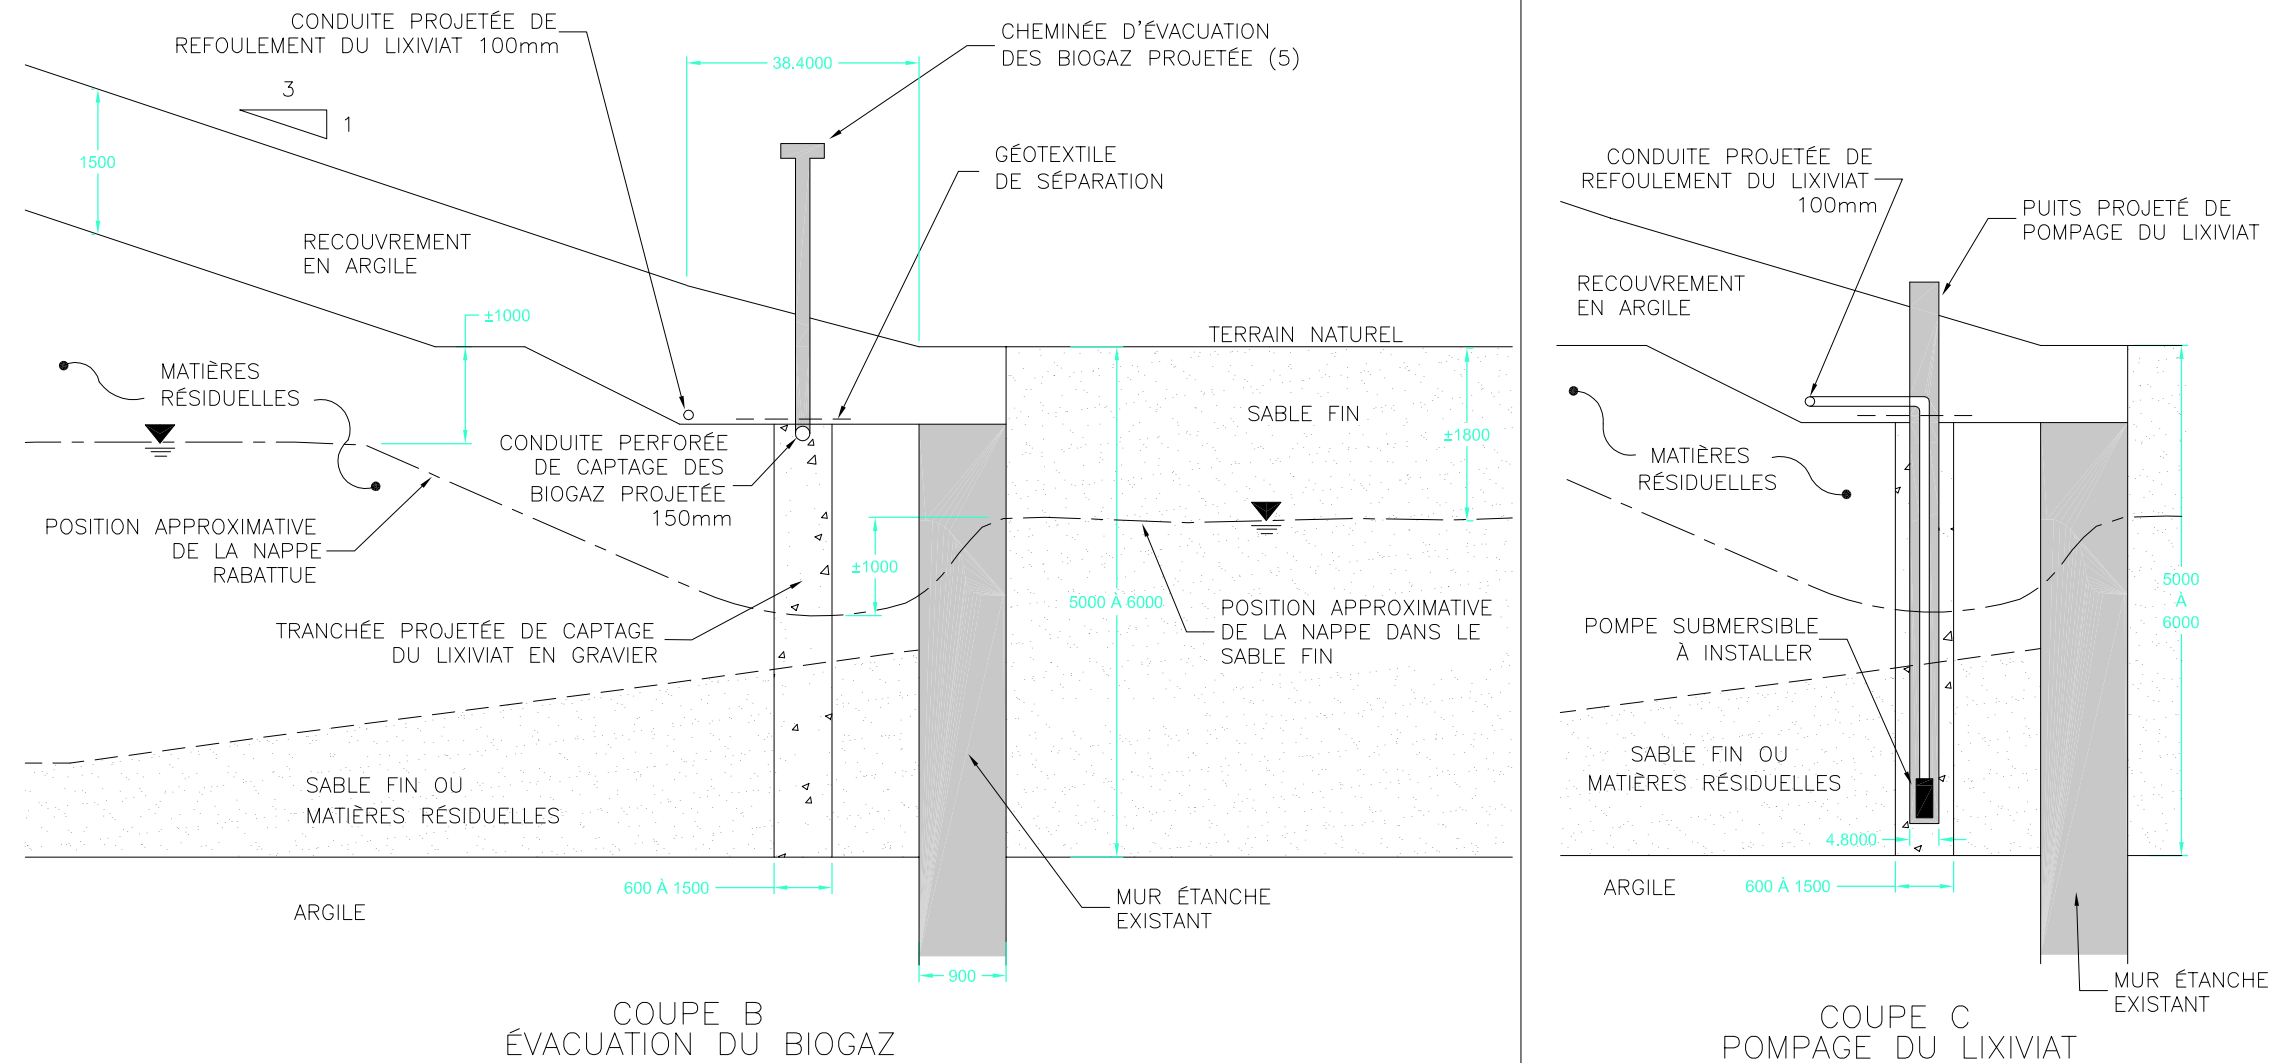 CONDUITE PROJETÉE DE
REFOULEMENT DU LIXIVIAT 100mm
38.4000
CHEMINÉE D'ÉVACUATION
DES BIOGAZ PROJETÉE (5)
3
1
1500
GÉOTEXTILE
DE SÉPARATION
RECOUVREMENT
EN ARGILE
±1000
TERRAIN NATUREL
MATIÈRES
RÉSIDUELLES
SABLE FIN
±1800
CONDUITE PERFORÉE
DE CAPTAGE DES
BIOGAZ PROJETÉE
150mm
POSITION APPROXIMATIVE
DE LA NAPPE
RABATTUE
±1000
5000 À 6000
POSITION APPROXIMATIVE
DE LA NAPPE DANS LE
SABLE FIN
TRANCHÉE PROJETÉE DE CAPTAGE
DU LIXIVIAT EN GRAVIER
SABLE FIN OU
MATIÈRES RÉSIDUELLES
600 À 1500
ARGILE
MUR ÉTANCHE
EXISTANT
900
COUPE B
ÉVACUATION DU BIOGAZ
CONDUITE PROJETÉE DE
REFOULEMENT DU LIXIVIAT
100mm
PUITS PROJETÉ DE
POMPAGE DU LIXIVIAT
RECOUVREMENT
EN ARGILE
MATIÈRES
RÉSIDUELLES
5000
À
6000
POMPE SUBMERSIBLE
À INSTALLER
SABLE FIN OU
MATIÈRES RÉSIDUELLES
4.8000
600 À 1500
ARGILE
MUR ÉTANCHE
EXISTANT
COUPE C
POMPAGE DU LIXIVIAT